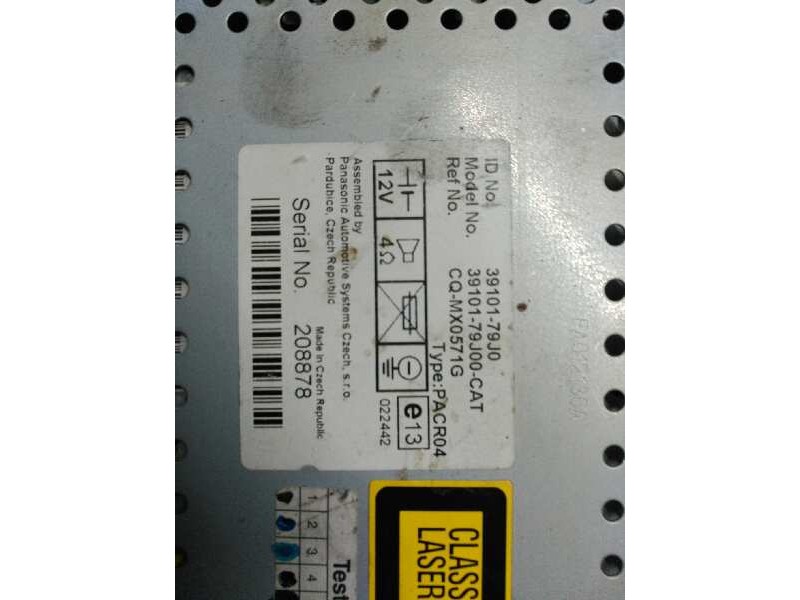 ID No. 39101-79J0
Model No. 39101-79J00-CAT
Ref No. CQ-MX0571G
Type:PACR04
12V 4Ω
e13
022442
Assembled by
Panasonic Automotive Systems Czech, s.r.o.
Pardubice, Czech Republic
Made in Czech Republic
Serial No. 208878
CLASS
LASER
Test
1 2 3 4